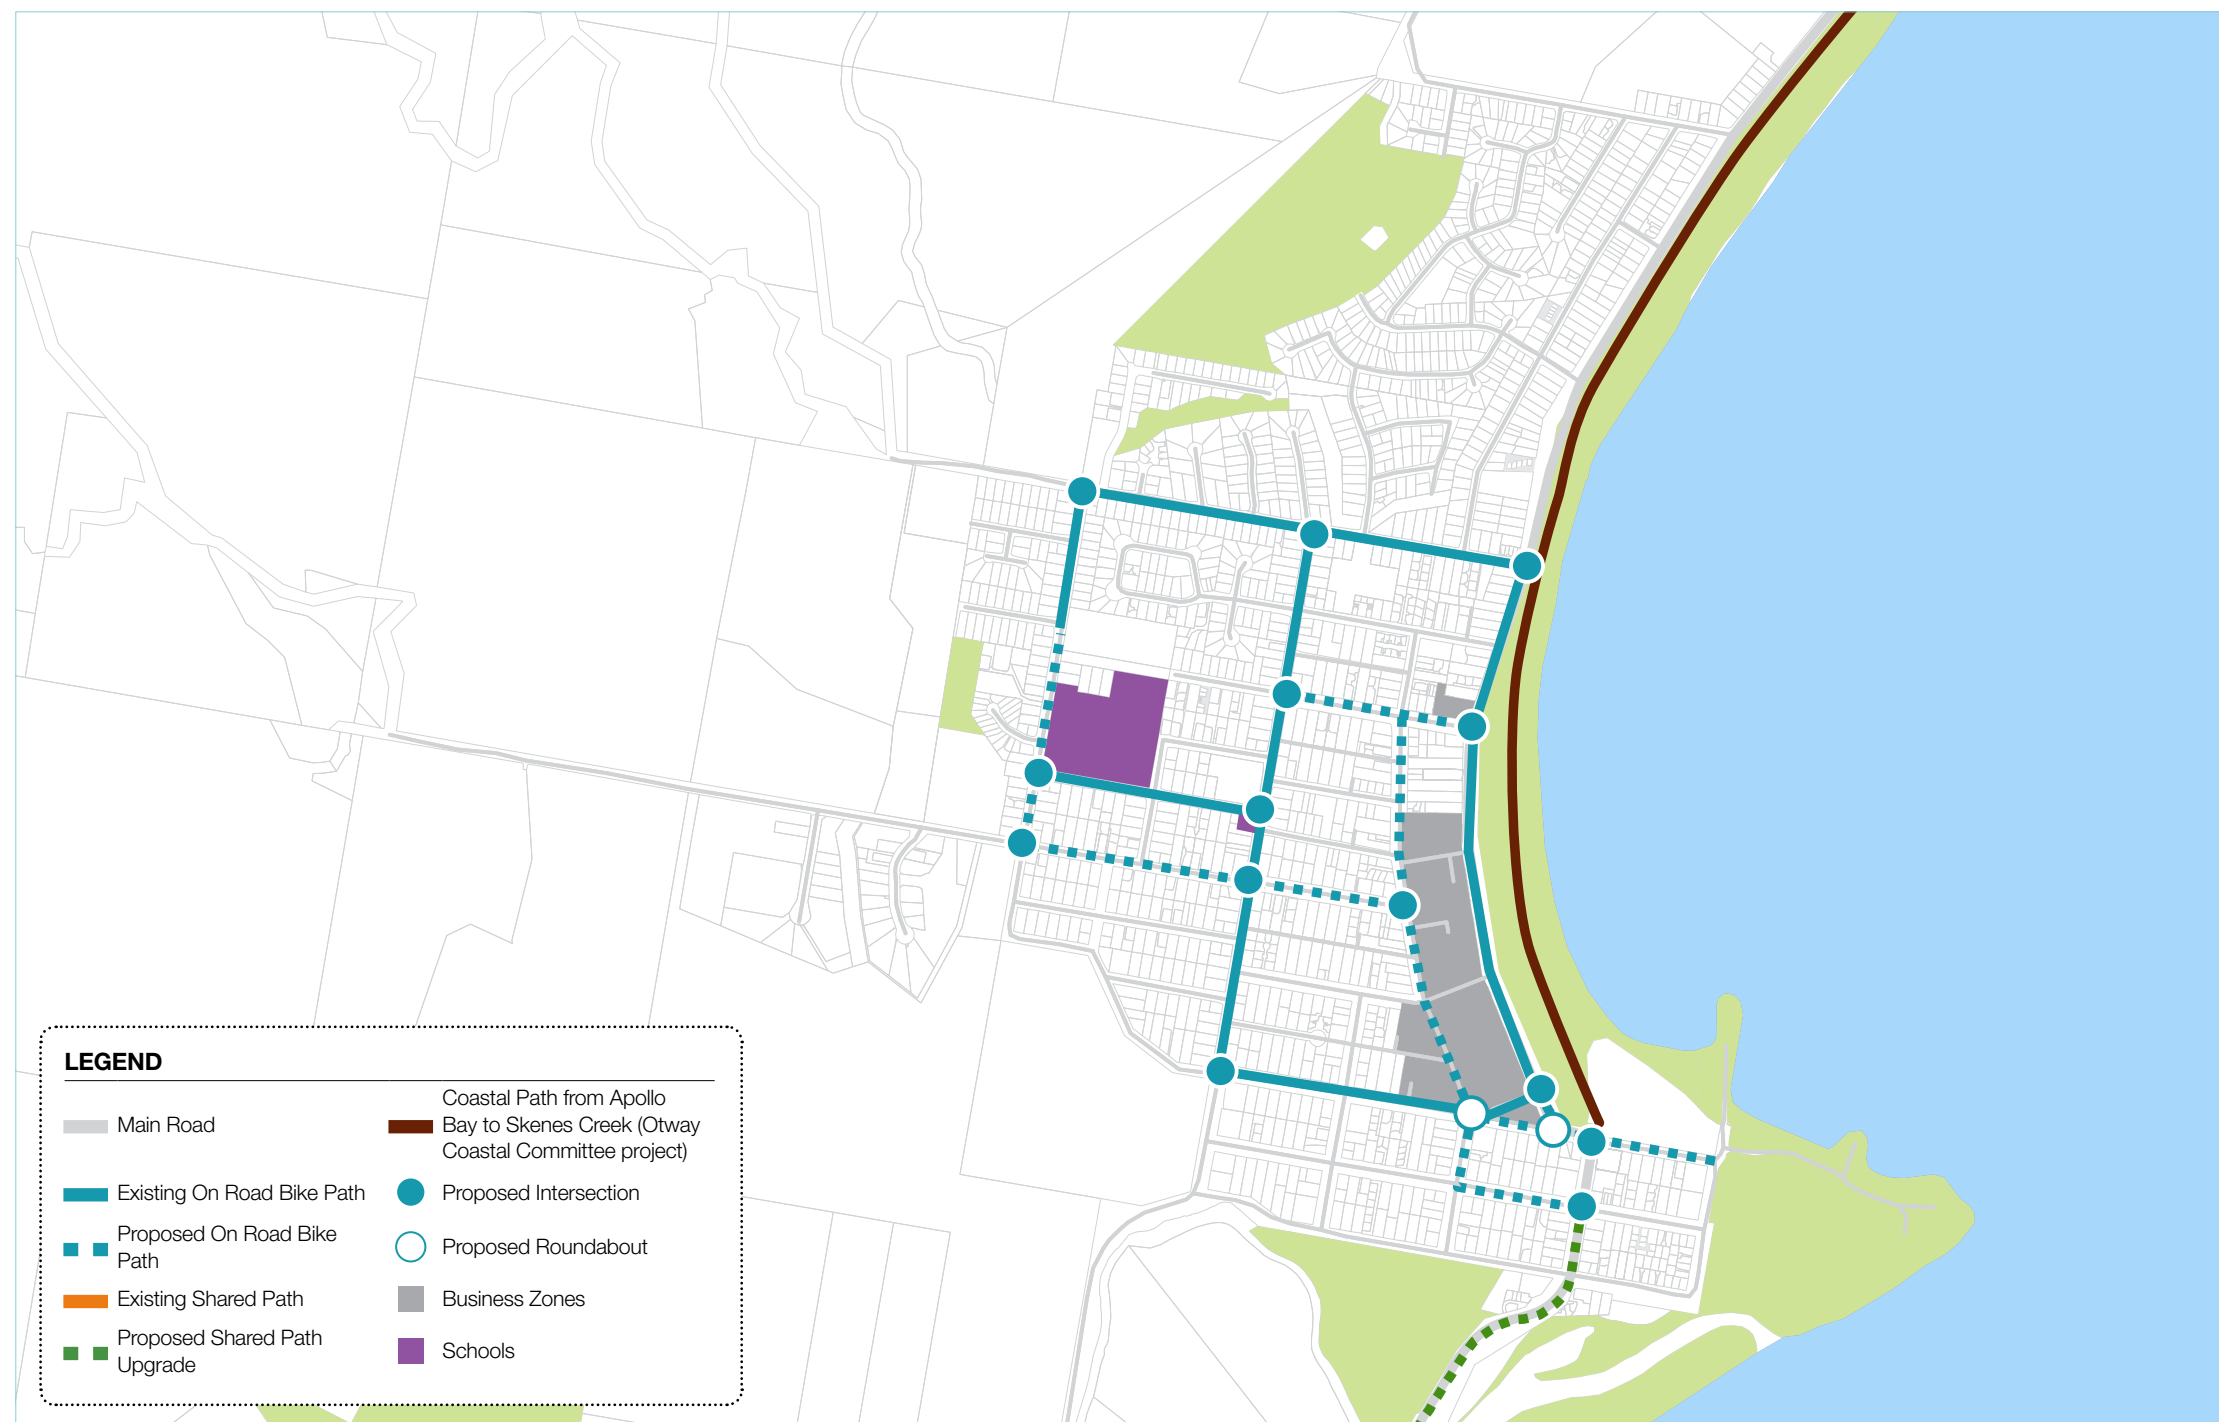 LEGEND
Main Road
Existing On Road Bike Path
Proposed On Road Bike
Path
Existing Shared Path
Proposed Shared Path
Upgrade
Coastal Path from Apollo
Bay to Skenes Creek (Otway
Coastal Committee project)
Proposed Intersection
Proposed Roundabout
Business Zones
Schools